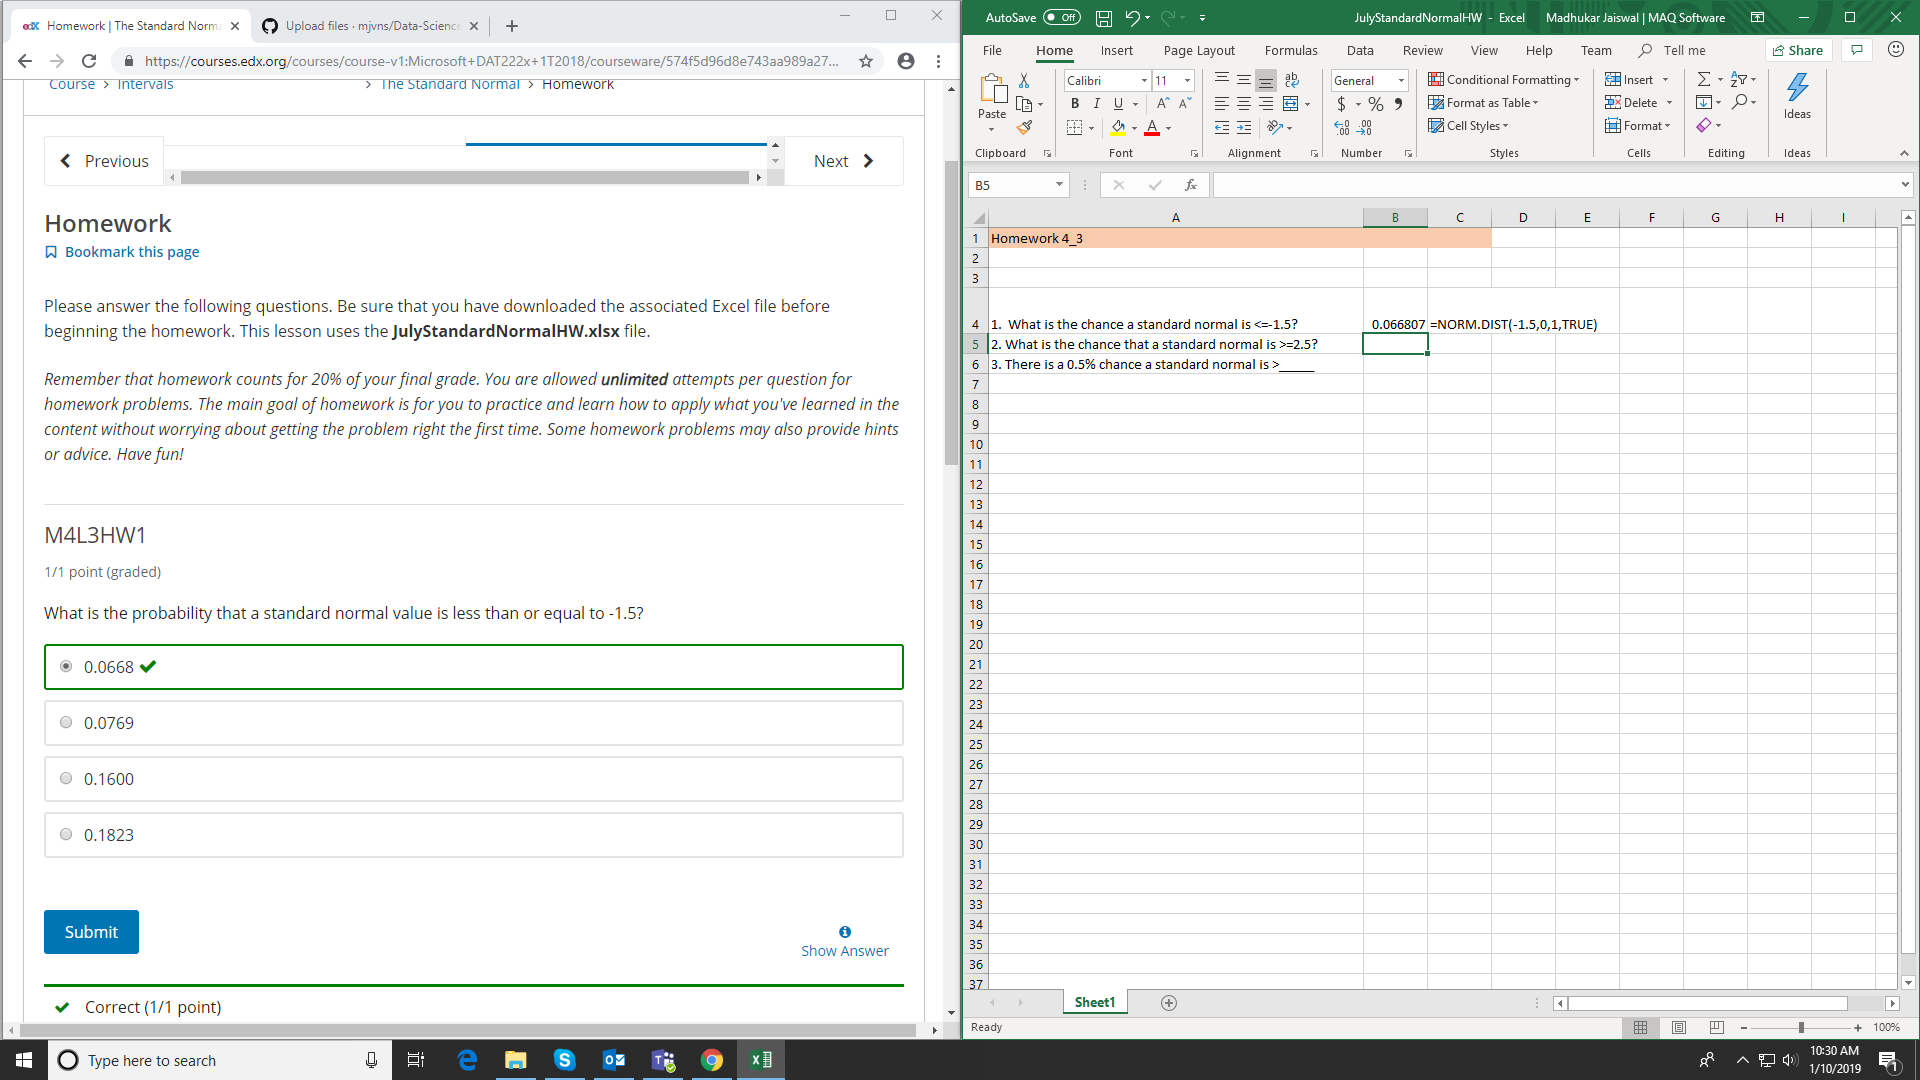 Homework | The Standard Norma
Upload files · mjvns/Data-Science
https://courses.edx.org/courses/course-v1:Microsoft+DAT222x+1T2018/courseware/574f5d96d8e743aa989a27...
Course > Intervals > The Standard Normal > Homework
Previous
Next
Homework
Bookmark this page
Please answer the following questions. Be sure that you have downloaded the associated Excel file before
beginning the homework. This lesson uses the JulyStandardNormalHW.xlsx file.
Remember that homework counts for 20% of your final grade. You are allowed unlimited attempts per question for
homework problems. The main goal of homework is for you to practice and learn how to apply what you've learned in the
content without worrying about getting the problem right the first time. Some homework problems may also provide hints
or advice. Have fun!
M4L3HW1
1/1 point (graded)
What is the probability that a standard normal value is less than or equal to -1.5?
0.0668
0.0769
0.1600
0.1823
Submit
Show Answer
Correct (1/1 point)
AutoSave Off
JulyStandardNormalHW - Excel
Madhukar Jaiswal | MAQ Software
File Home Insert Page Layout Formulas Data Review View Help Team Tell me
Share
Paste
Calibri 11
B I U
General
$ % ,
Conditional Formatting
Format as Table
Cell Styles
Insert
Delete
Format
Ideas
Clipboard Font Alignment Number Styles Cells Editing Ideas
B5
fx
A B C D E F G H I
1 Homework 4_3
2
3
4 1. What is the chance a standard normal is <=-1.5? 0.066807 =NORM.DIST(-1.5,0,1,TRUE)
5 2. What is the chance that a standard normal is >=2.5?
6 3. There is a 0.5% chance a standard normal is >_____
7
8
9
10
11
12
13
14
15
16
17
18
19
20
21
22
23
24
25
26
27
28
29
30
31
32
33
34
35
36
37
Sheet1
Ready
100%
Type here to search
10:30 AM
1/10/2019
1